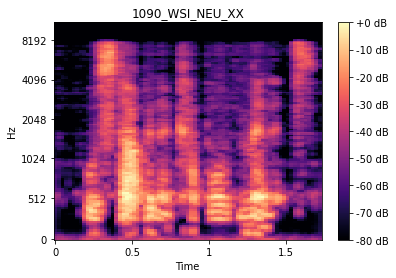 1090_WSI_NEU_XX
Hz
8192
4096
2048
1024
512
0
0
0.5
1
1.5
Time
+0 dB
-10 dB
-20 dB
-30 dB
-40 dB
-50 dB
-60 dB
-70 dB
-80 dB